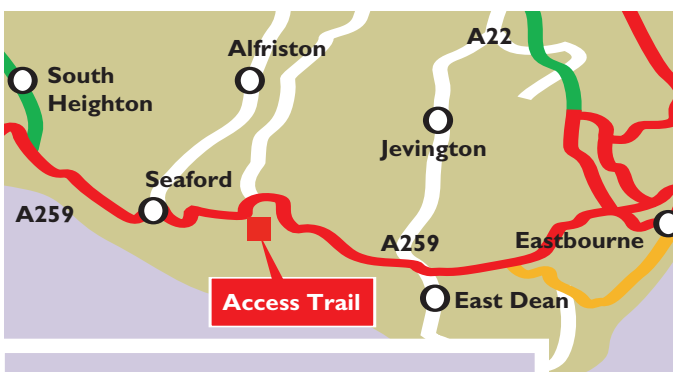 A22
Alfriston
South
Heighton
Jevington
Seaford
A259
A259
Eastbourne
Access Trail
East Dean